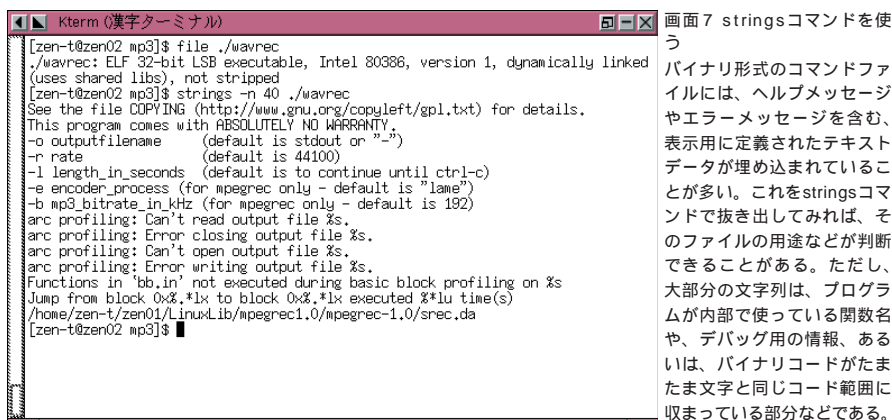 Kterm (漢字ターミナル)
[zen-t@zen02 mp3]$ file ./wavrec
./wavrec: ELF 32-bit LSB executable, Intel 80386, version 1, dynamically linked
(uses shared libs), not stripped
[zen-t@zen02 mp3]$ strings -n 40 ./wavrec
See the file COPYING (http://www.gnu.org/copyleft/gpl.txt) for details.
This program comes with ABSOLUTELY NO WARRANTY.
-o outputfilename     (default is stdout or "-")
-r rate               (default is 44100)
-l length_in_seconds  (default is to continue until ctrl-c)
-e encoder_process (for mpegrec only - default is "lame")
-b mp3_bitrate_in_kHz (for mpegrec only - default is 192)
arc profiling: Can't read output file %s.
arc profiling: Error closing output file %s.
arc profiling: Can't open output file %s.
arc profiling: Error writing output file %s.
Functions in `bb.in' not executed during basic block profiling on %s
Jump from block 0x%.*lx to block 0x%.*lx executed %*lu time(s)
/home/zen-t/zen01/LinuxLib/mpegrec1.0/mpegrec-1.0/srec.da
[zen-t@zen02 mp3]$
画面7 stringsコマンドを使
う
バイナリ形式のコマンドファ
イルには、ヘルプメッセージ
やエラーメッセージを含む、
表示用に定義されたテキスト
データが埋め込まれているこ
とが多い。これをstringsコマ
ンドで抜き出してみれば、そ
のファイルの用途などが判断
できることがある。ただし、
大部分の文字列は、プログラ
ムが内部で使っている関数名
や、デバッグ用の情報、ある
いは、バイナリコードがたま
たま文字と同じコード範囲に
収まっている部分などである。